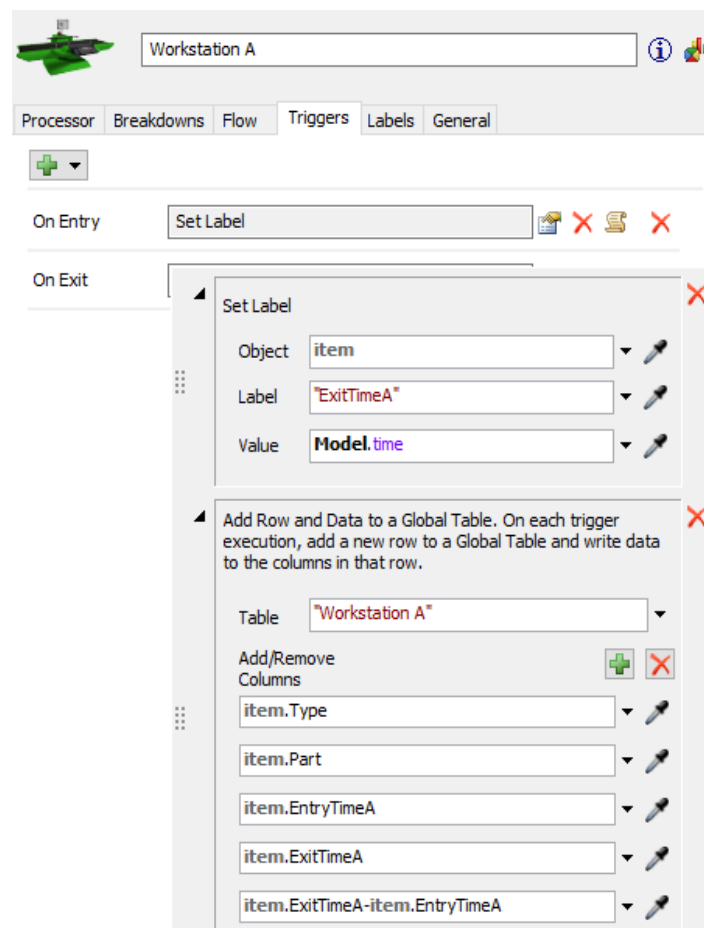 Workstation A
Processor Breakdowns Flow Triggers Labels General
On Entry Set Label
On Exit
Set Label
Object item
Label "ExitTimeA"
Value Model.time
Add Row and Data to a Global Table. On each trigger
execution, add a new row to a Global Table and write data
to the columns in that row.
Table "Workstation A"
Add/Remove
Columns
item.Type
item.Part
item.EntryTimeA
item.ExitTimeA
item.ExitTimeA-item.EntryTimeA